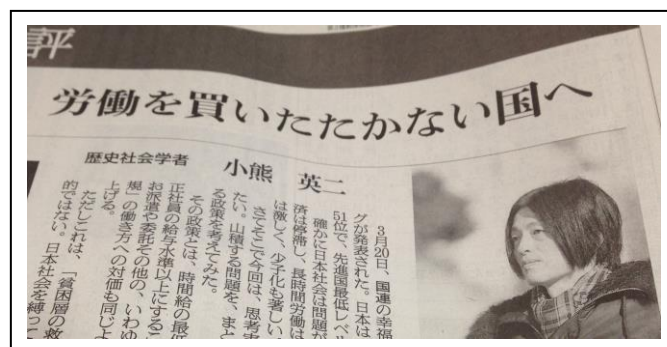 評
労働を買いたたかない国へ
歴史社会学者
小熊 英二
3月20日、国連の幸福
グが発表された。日本は
51位で、先進国最低レベル
確かに日本社会は問題が
済は停滞し、長時間労働は
は激しく、少子化も著しい。
さてそこで今回は、思考実
たい。山積する問題を、まと
る政策を考えてみた。
その政策とは、時間給の最低
正社員の給与水準以上にするこ
お派遣や委託その他の、いわゆ
規」の働き方への対価も同じよ
上げる。
ただしこれは、「貧困層の救
的ではない。日本社会を縛って